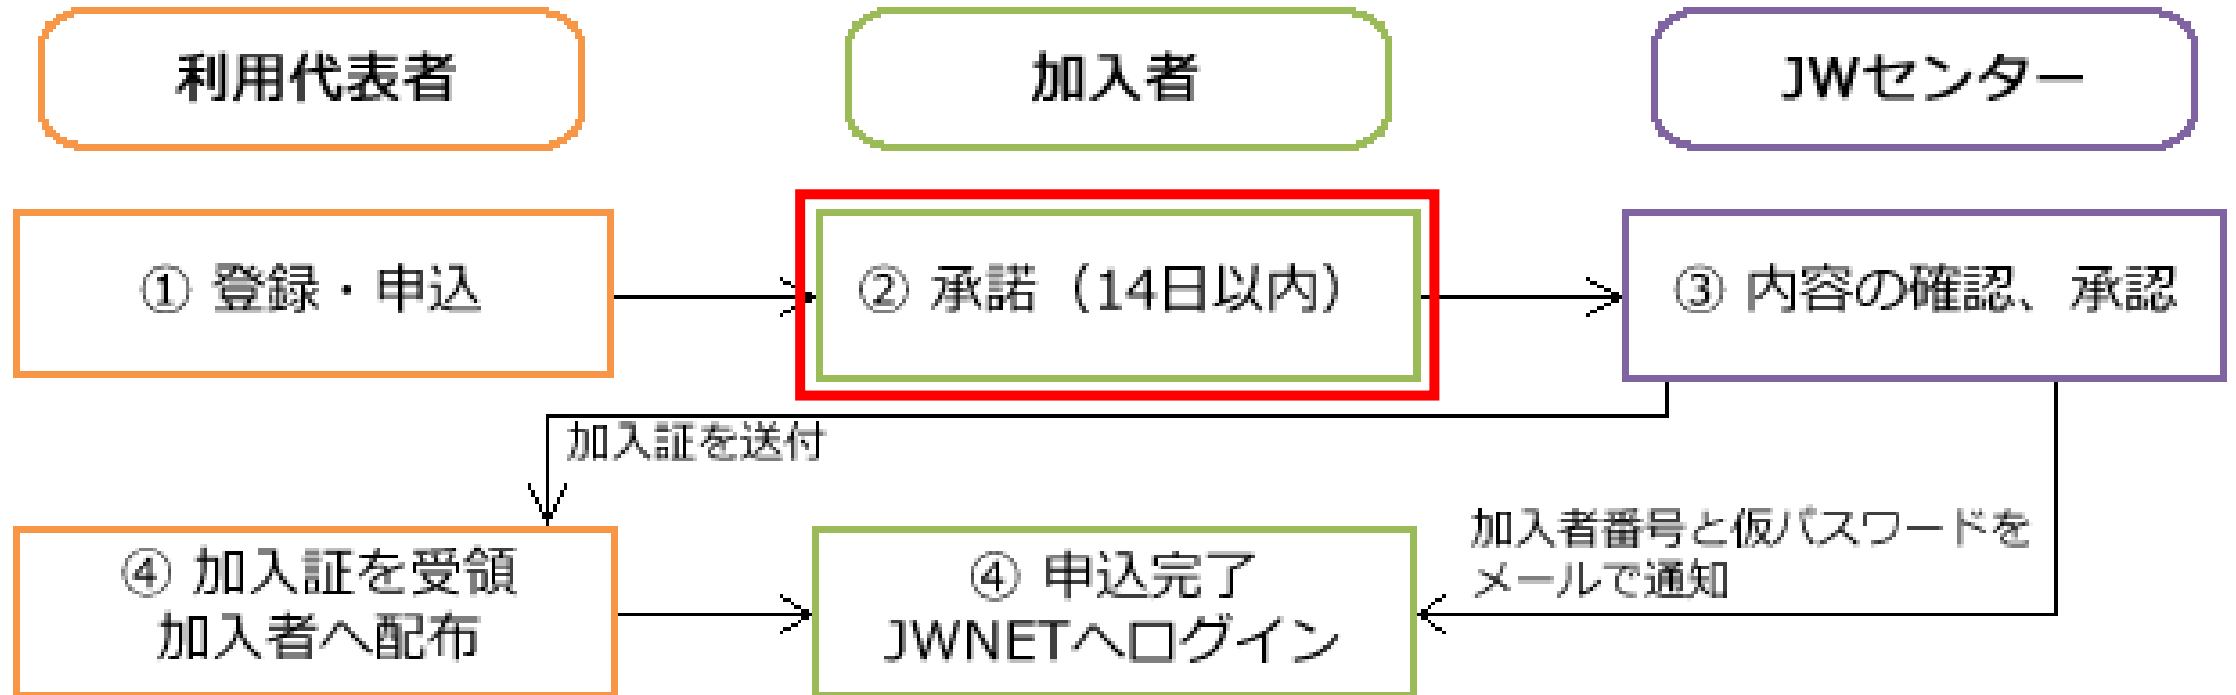 利用代表者
加入者
JWセンター
① 登録・申込
② 承諾（14日以内）
③ 内容の確認、承認
加入証を送付
加入者番号と仮パスワードを
メールで通知
④ 加入証を受領
加入者へ配布
④ 申込完了
JWNETへログイン